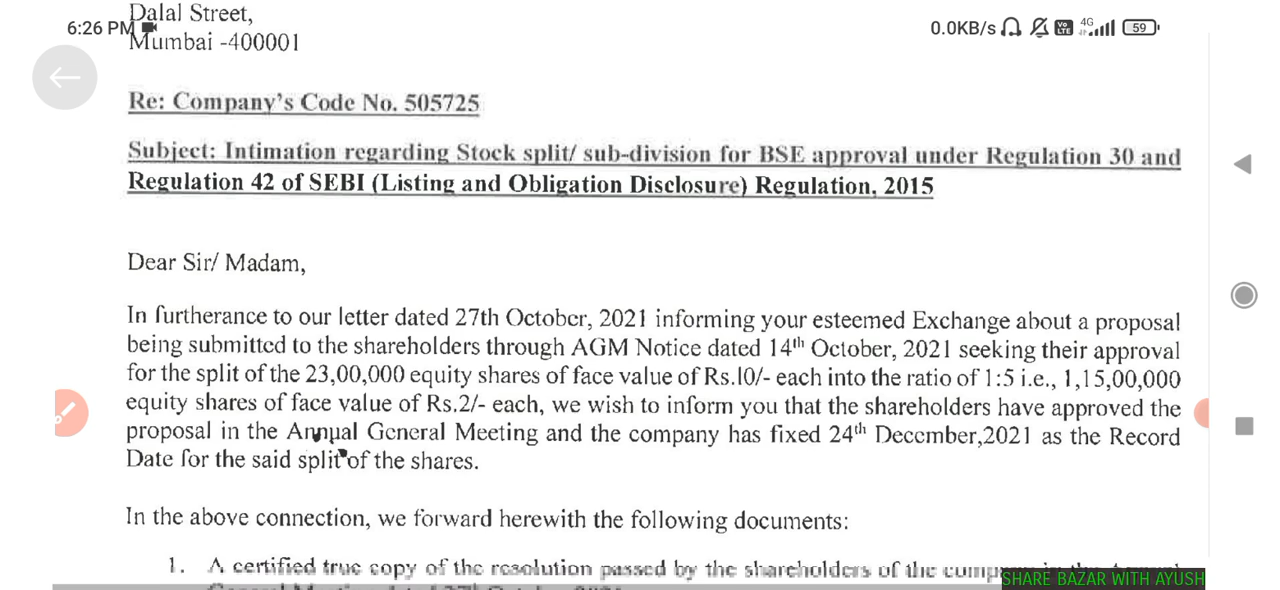 Dalal Street,
6:26 PM
0.0KB/s
4G
59
Mumbai -400001
Re: Company's Code No. 505725
Subject: Intimation regarding Stock split/ sub-division for BSE approval under Regulation 30 and
Regulation 42 of SEBI (Listing and Obligation Disclosure) Regulation, 2015
Dear Sir/ Madam,
In furtherance to our letter dated 27th October, 2021 informing your esteemed Exchange about a proposal
being submitted to the shareholders through AGM Notice dated 14th October, 2021 seeking their approval
for the split of the 23,00,000 equity shares of face value of Rs.10/- each into the ratio of 1:5 i.e., 1,15,00,000
equity shares of face value of Rs.2/- each, we wish to inform you that the shareholders have approved the
proposal in the Annual General Meeting and the company has fixed 24th December,2021 as the Record
Date for the said split of the shares.
In the above connection, we forward herewith the following documents:
1. A certified true copy of the resolution passed by the shareholders of the
SHARE BAZAR WITH AYUSH